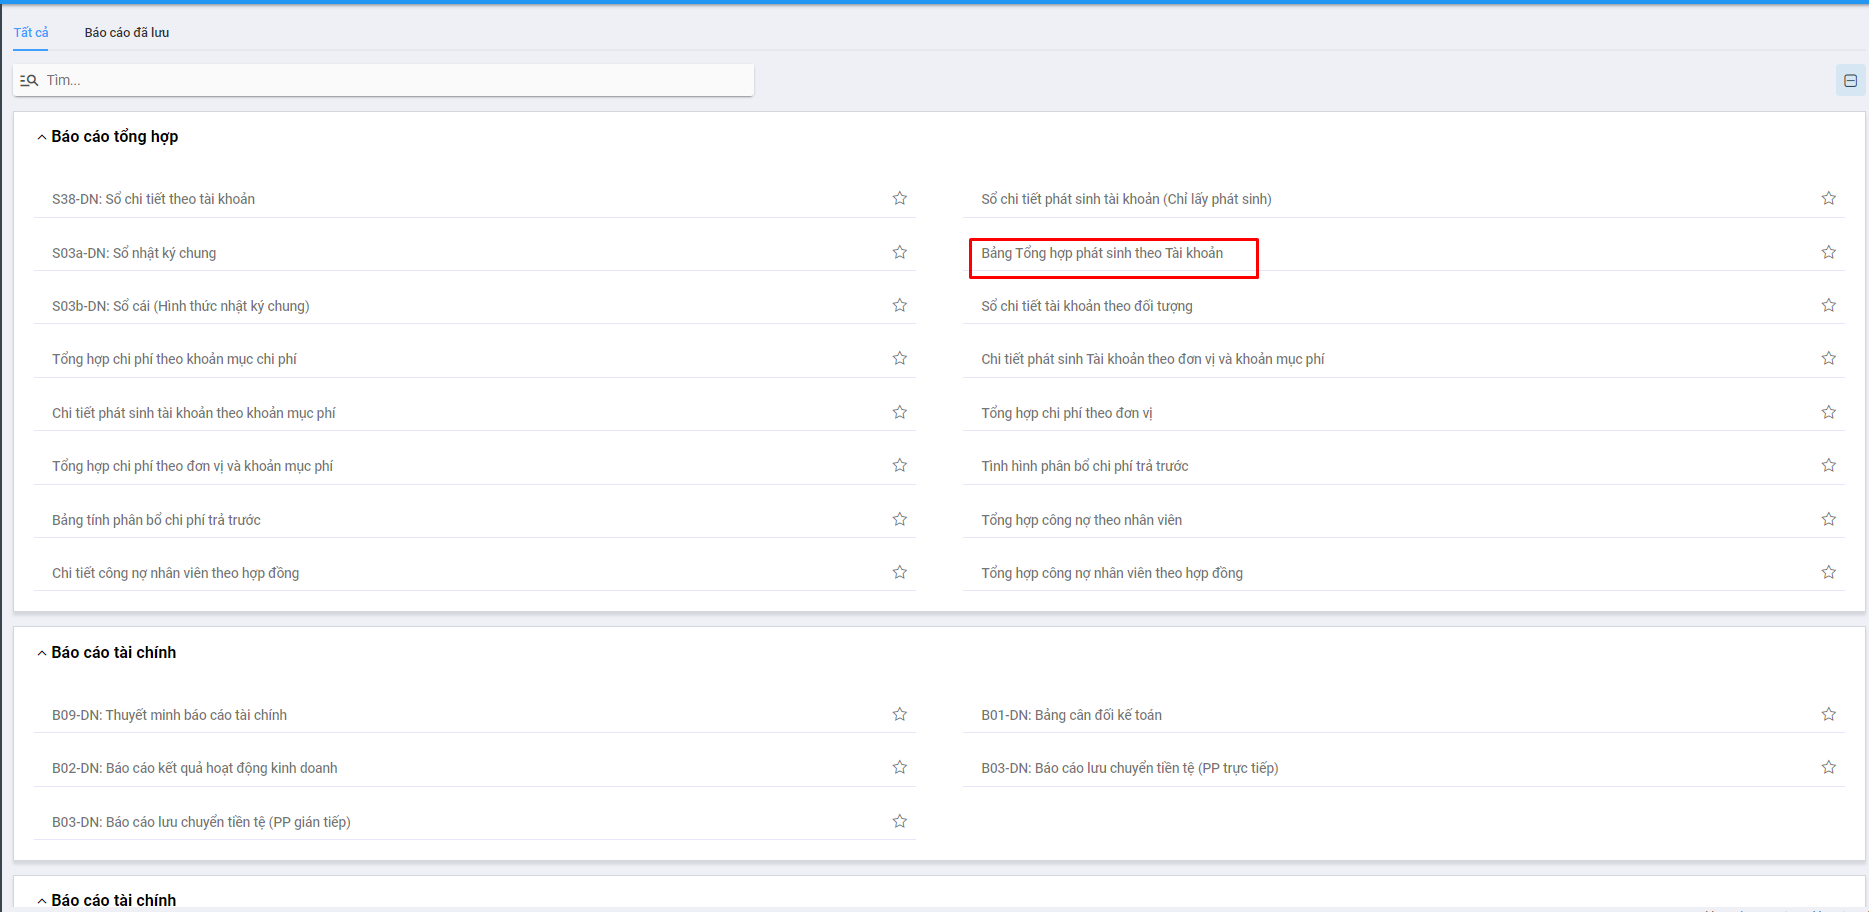 Tất cả
Báo cáo đã lưu
Tìm...
Báo cáo tổng hợp
S38-DN: Sổ chi tiết theo tài khoản
Sổ chi tiết phát sinh tài khoản (Chỉ lấy phát sinh)
S03a-DN: Sổ nhật ký chung
Bảng Tổng hợp phát sinh theo Tài khoản
S03b-DN: Sổ cái (Hình thức nhật ký chung)
Sổ chi tiết tài khoản theo đối tượng
Tổng hợp chi phí theo khoản mục chi phí
Chi tiết phát sinh Tài khoản theo đơn vị và khoản mục phí
Chi tiết phát sinh tài khoản theo khoản mục phí
Tổng hợp chi phí theo đơn vị
Tổng hợp chi phí theo đơn vị và khoản mục phí
Tình hình phân bổ chi phí trả trước
Bảng tính phân bổ chi phí trả trước
Tổng hợp công nợ theo nhân viên
Chi tiết công nợ nhân viên theo hợp đồng
Tổng hợp công nợ nhân viên theo hợp đồng
Báo cáo tài chính
B09-DN: Thuyết minh báo cáo tài chính
B01-DN: Bảng cân đối kế toán
B02-DN: Báo cáo kết quả hoạt động kinh doanh
B03-DN: Báo cáo lưu chuyển tiền tệ (PP trực tiếp)
B03-DN: Báo cáo lưu chuyển tiền tệ (PP gián tiếp)
Báo cáo tài chính